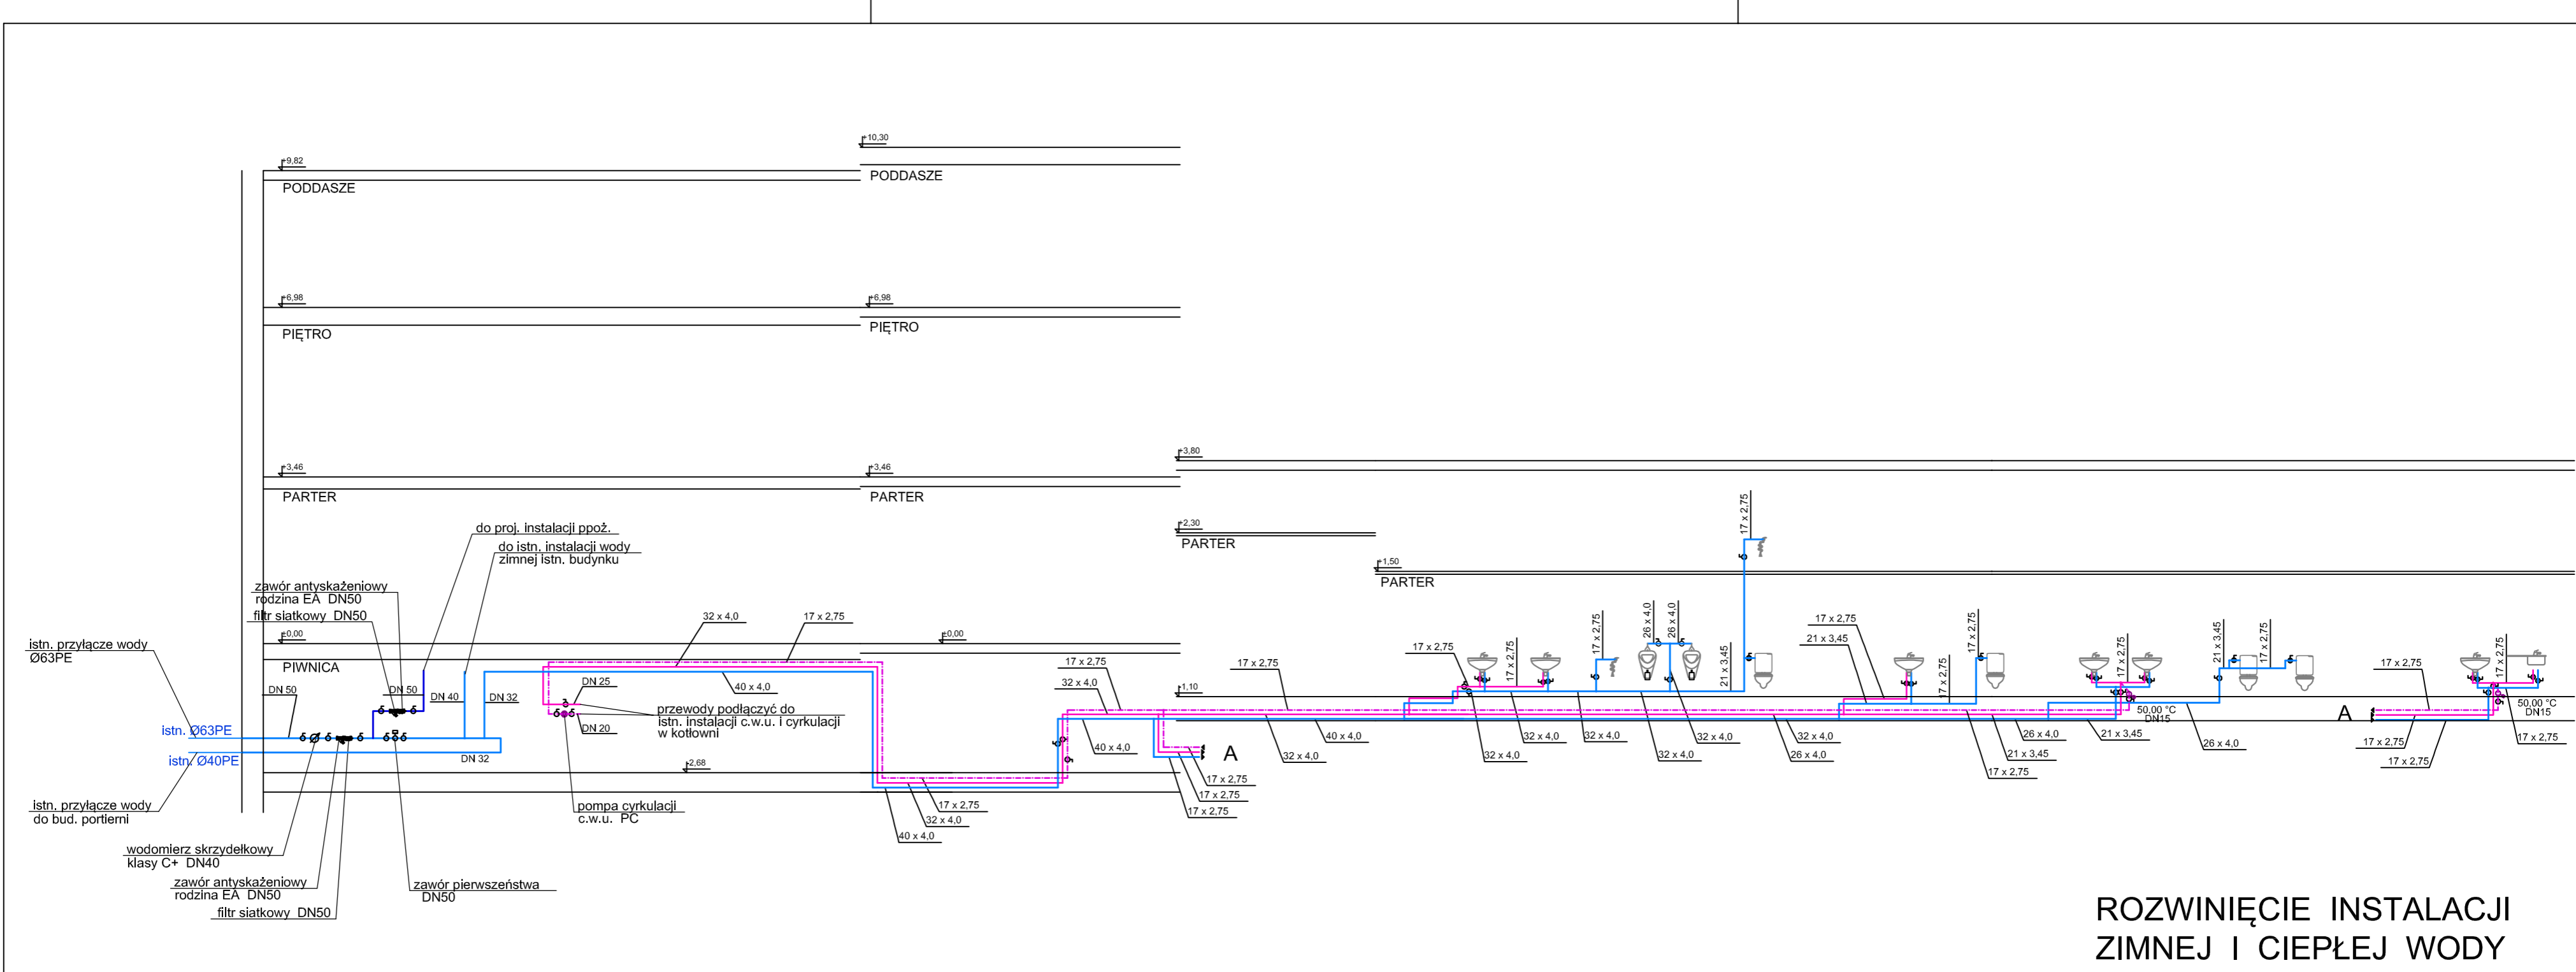 +10,30
+9,82
PODDASZE
PODDASZE
+6,98
+6,98
PIĘTRO
PIĘTRO
+3,80
+3,46
+3,46
PARTER
PARTER
+2,30
PARTER
+1,50
PARTER
do proj. instalacji ppoż.
do istn. instalacji wody
zimnej istn. budynku
zawór antyskażeniowy
rodzina EA DN50
filtr siatkowy DN50
istn. przyłącze wody
Ø63PE
±0,00
±0,00
PIWNICA
32 x 4,0
17 x 2,75
40 x 4,0
DN 50
DN 50
DN 40
DN 32
DN 25
DN 20
przewody podłączyć do
istn. instalacji c.w.u. i cyrkulacji
w kotłowni
istn. Ø63PE
istn. Ø40PE
DN 32
-2,68
istn. przyłącze wody
do bud. portierni
pompa cyrkulacji
c.w.u. PC
wodomierz skrzydełkowy
klasy C+ DN40
zawór antyskażeniowy
rodzina EA DN50
filtr siatkowy DN50
zawór pierwszeństwa
DN50
17 x 2,75
32 x 4,0
40 x 4,0
17 x 2,75
32 x 4,0
40 x 4,0
A
17 x 2,75
17 x 2,75
17 x 2,75
-1,10
17 x 2,75
32 x 4,0
40 x 4,0
17 x 2,75
17 x 2,75
17 x 2,75
26 x 4,0
26 x 4,0
21 x 3,45
17 x 2,75
32 x 4,0
32 x 4,0
32 x 4,0
32 x 4,0
32 x 4,0
17 x 2,75
21 x 3,45
17 x 2,75
17 x 2,75
32 x 4,0
26 x 4,0
17 x 2,75
21 x 3,45
26 x 4,0
17 x 2,75
50,00 °C
DN15
21 x 3,45
21 x 3,45
17 x 2,75
26 x 4,0
A
17 x 2,75
17 x 2,75
17 x 2,75
17 x 2,75
50,00 °C
DN15
17 x 2,75
ROZWINIĘCIE INSTALACJI
ZIMNEJ I CIEPŁEJ WODY